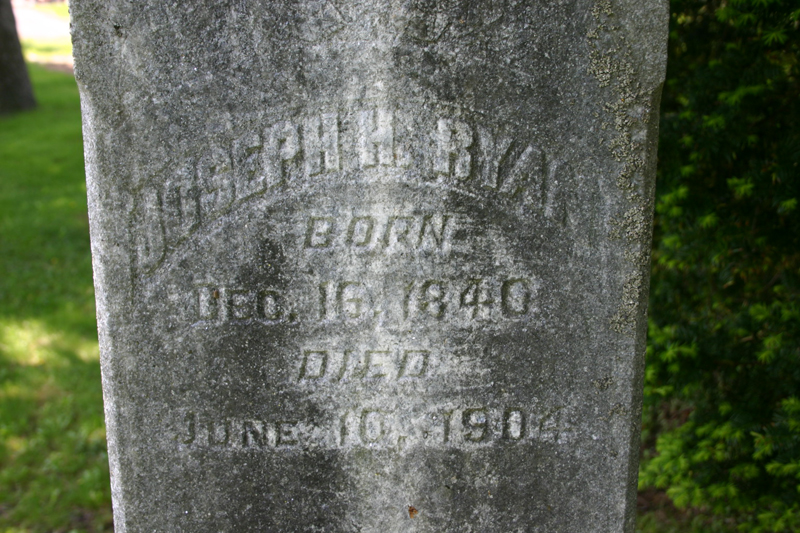 JOSEPH H. RYAN
BORN
DEC. 16, 1840
DIED
JUNE 10, 1904